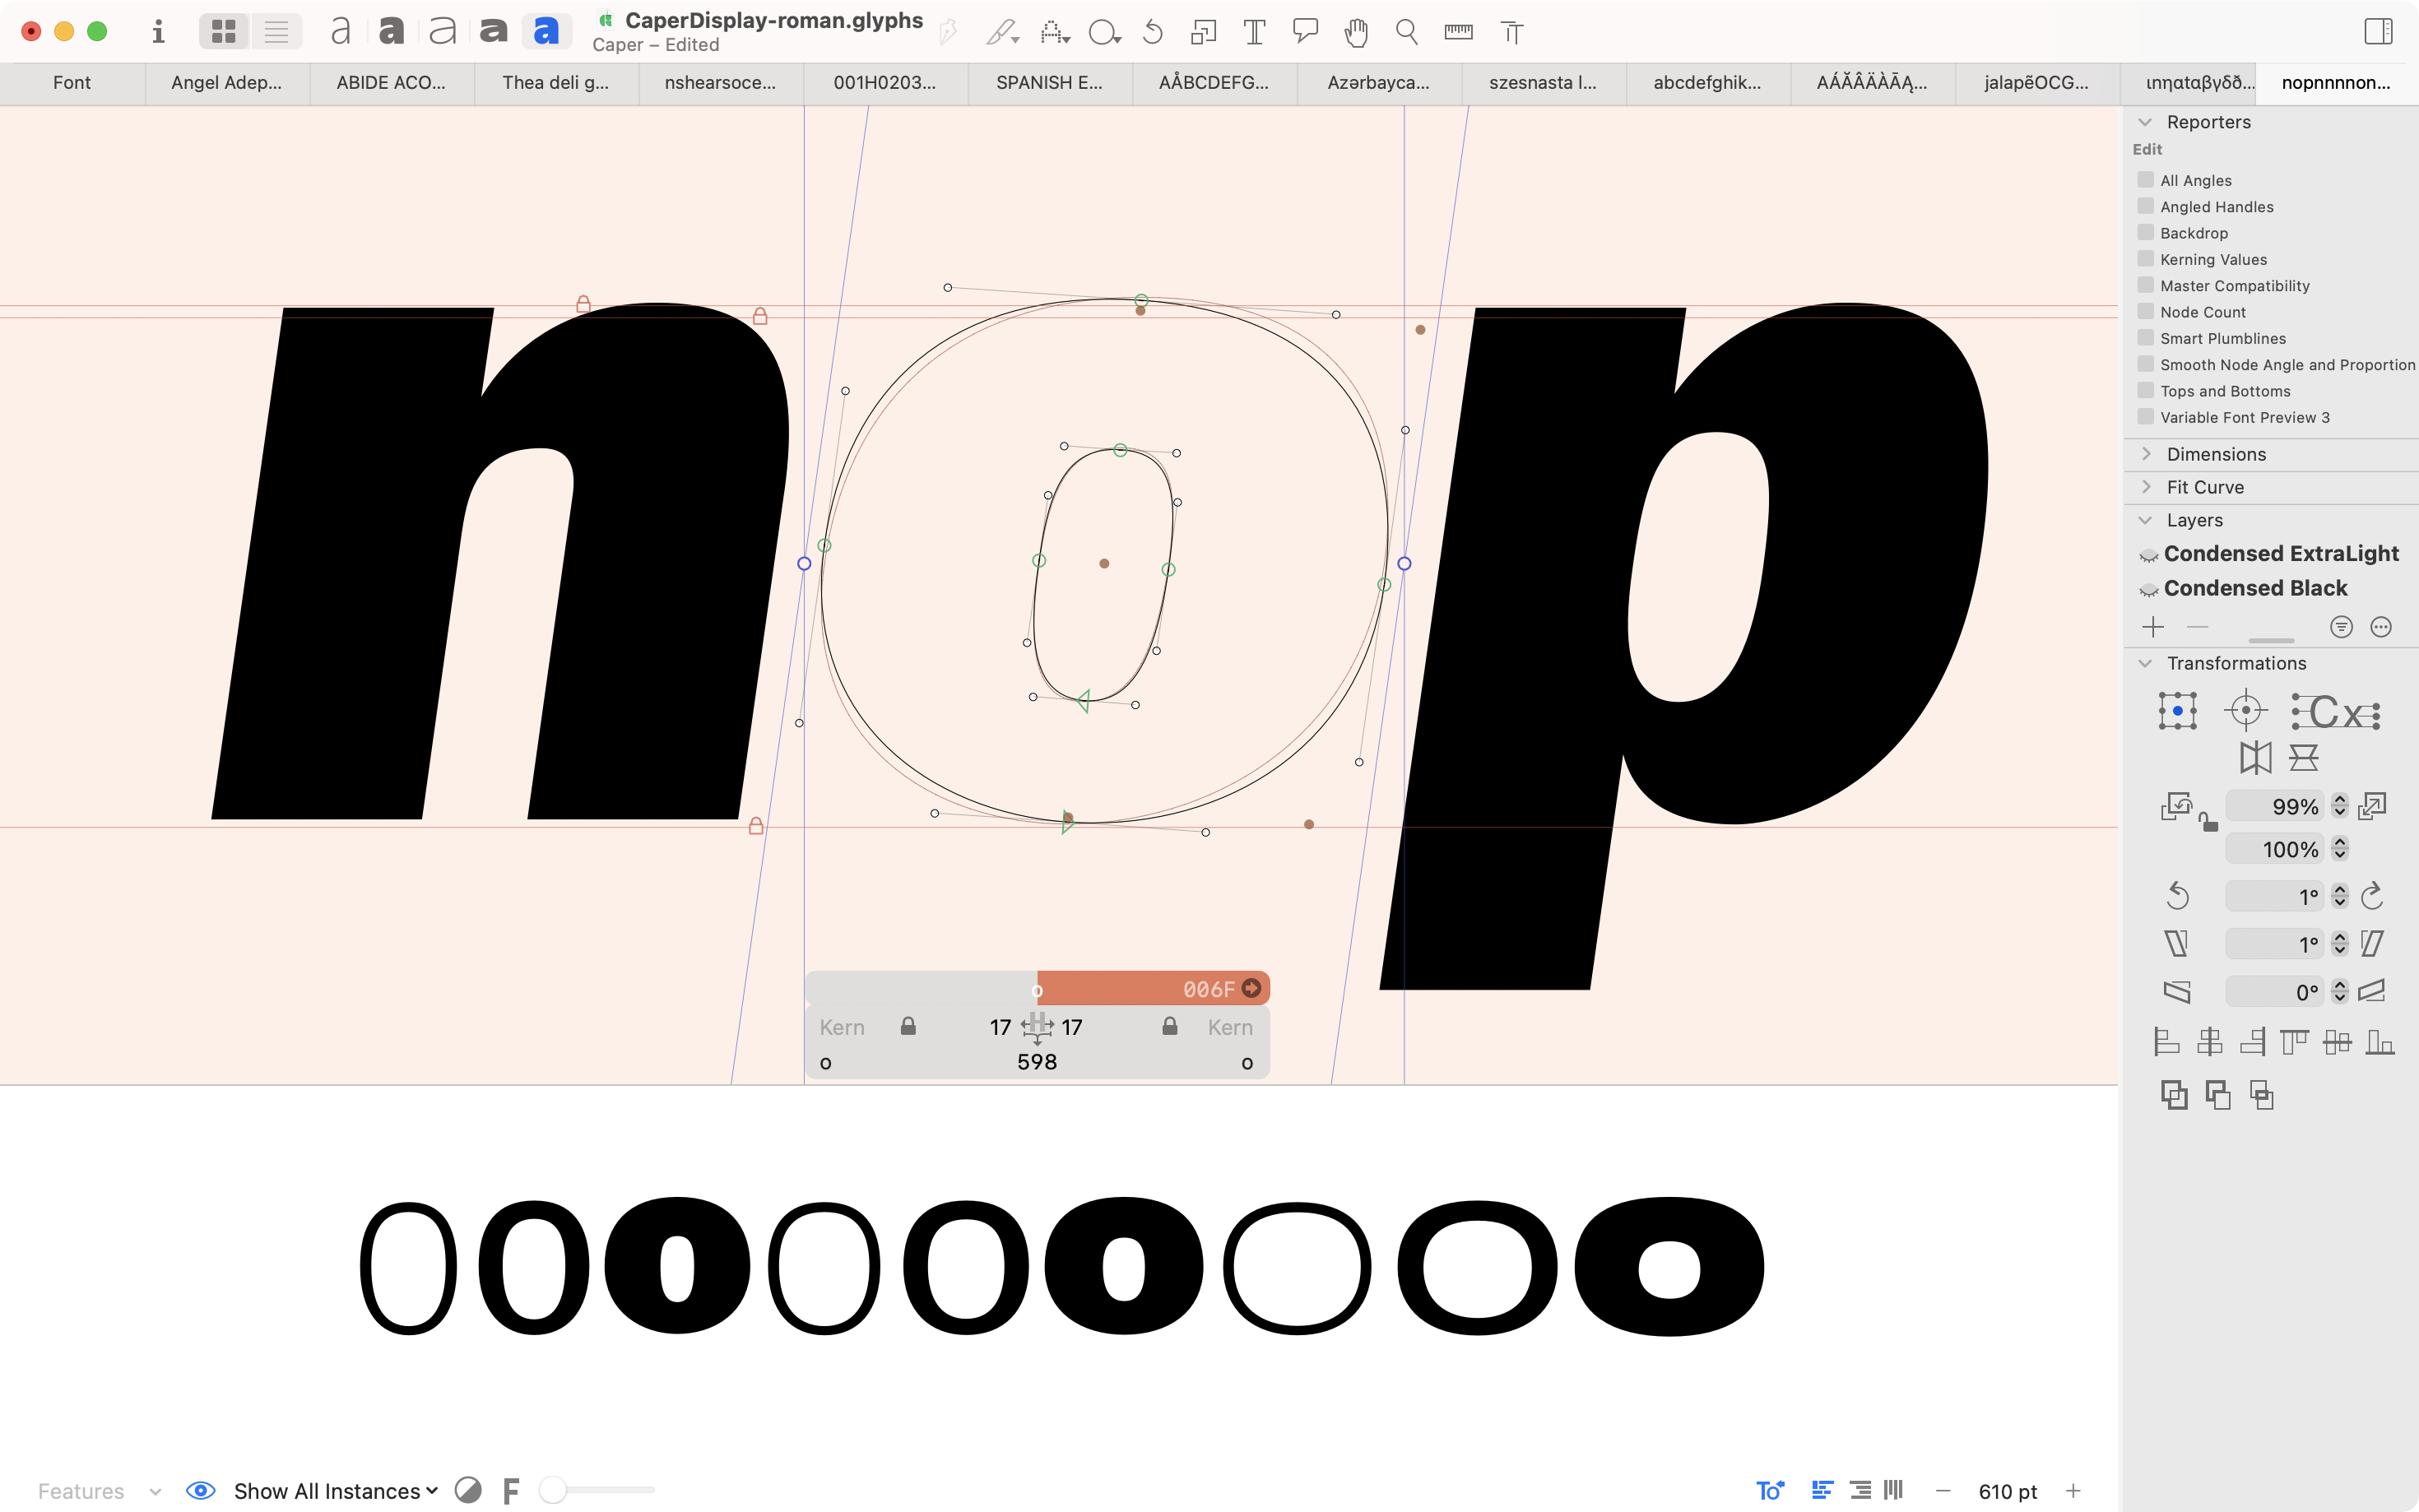 i a a a a a CaperDisplay-roman.glyphs
Caper – Edited
Font Angel Adep... ABIDE ACO... Thea deli g... nshearsoce... 001H0203... SPANISH E... AÅBCDEFG... Azərbayca... szesnasta l... abcdefghik... AÁĂÂÄÀĀĄ... jalapẽOCG... ιnηαtαβγδð... nopnnnnon...
Reporters
Edit
All Angles
Angled Handles
Backdrop
Kerning Values
Master Compatibility
Node Count
Smart Plumblines
Smooth Node Angle and Proportion
Tops and Bottoms
Variable Font Preview 3
Dimensions
Fit Curve
Layers
Condensed ExtraLight
Condensed Black
Transformations
99%
100%
1°
1°
0°
nop
o 006F
Kern 17 H 17 Kern
o 598 o
ooooooooo
Features Show All Instances F 610 pt